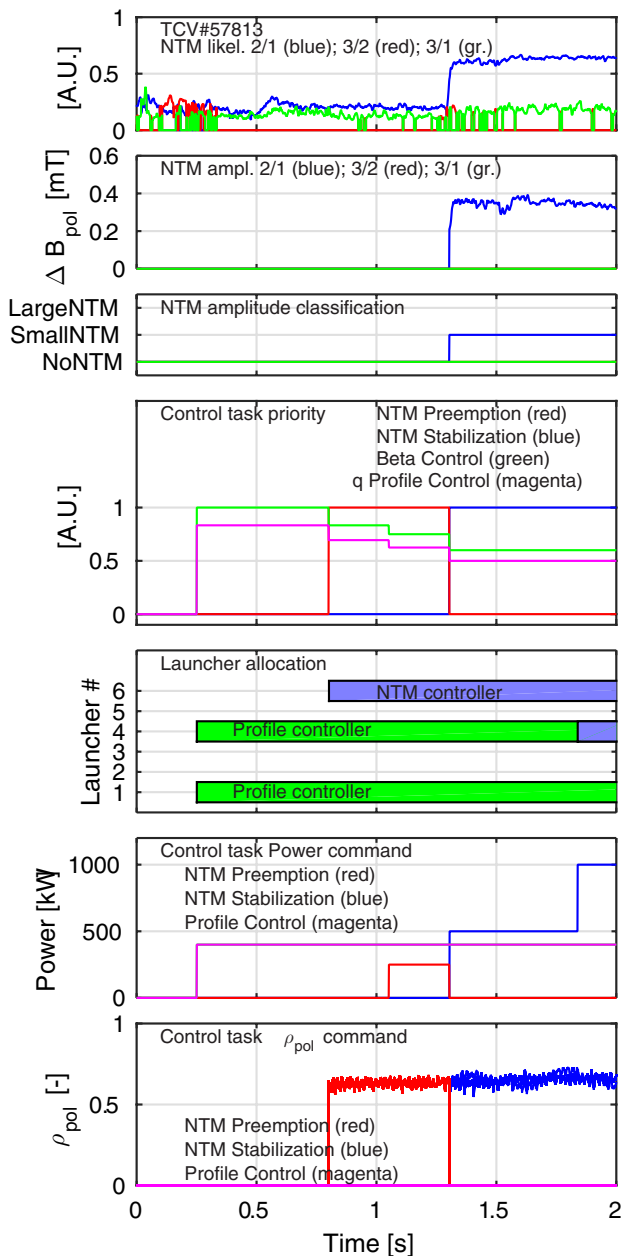 TCV#57813
NTM likel. 2/1 (blue); 3/2 (red); 3/1 (gr.)
[A.U.]
1
0.5
0
NTM ampl. 2/1 (blue); 3/2 (red); 3/1 (gr.)
Δ B_pol [mT]
0.6
0.4
0.2
0
NTM amplitude classification
LargeNTM
SmallNTM
NoNTM
Control task priority
NTM Preemption (red)
NTM Stabilization (blue)
Beta Control (green)
q Profile Control (magenta)
[A.U.]
1
0.5
0
Launcher allocation
Launcher #
6
5
4
3
2
1
NTM controller
Profile controller
Profile controller
Control task Power command
NTM Preemption (red)
NTM Stabilization (blue)
Profile Control (magenta)
Power [kW]
1000
500
0
Control task ρ_pol command
NTM Preemption (red)
NTM Stabilization (blue)
Profile Control (magenta)
ρ_pol [-]
1
0.5
0
0 0.5 1 1.5 2
Time [s]